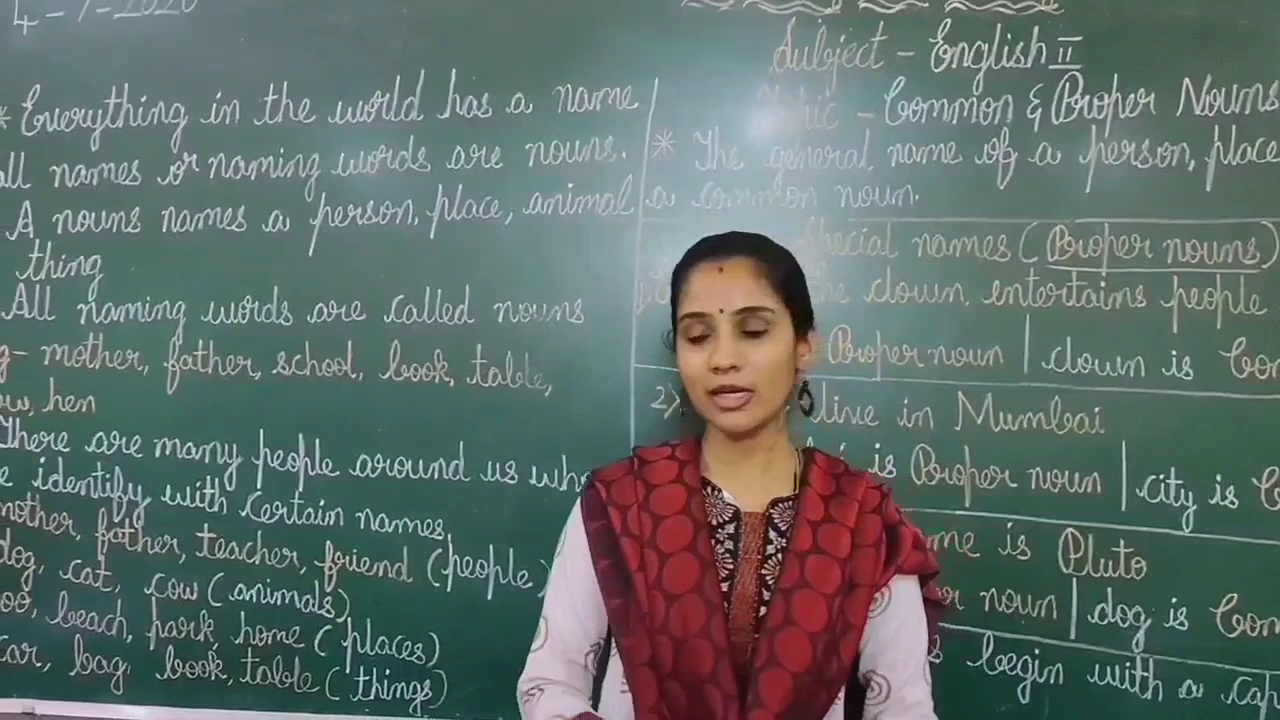 4-7-2020
* Everything in the world has a name
all names or naming words are nouns.
A nouns names a person, place, animal
thing
All naming words are called nouns
mother, father, school, book, table,
hen
There are many people around us who
identify with certain names
mother, father, teacher, friend (people)
dog, cat, cow (animals)
beach, park, home (places)
car, bag, book, table (things)
Subject - English II
- Common & Proper Nouns
* The general name of a person, place
a common noun.
Special names (Proper nouns)
the clown, entertains people
Proper noun | clown is
2) live in Mumbai
is Proper noun | city is
is Pluto
noun | dog is
begin with a